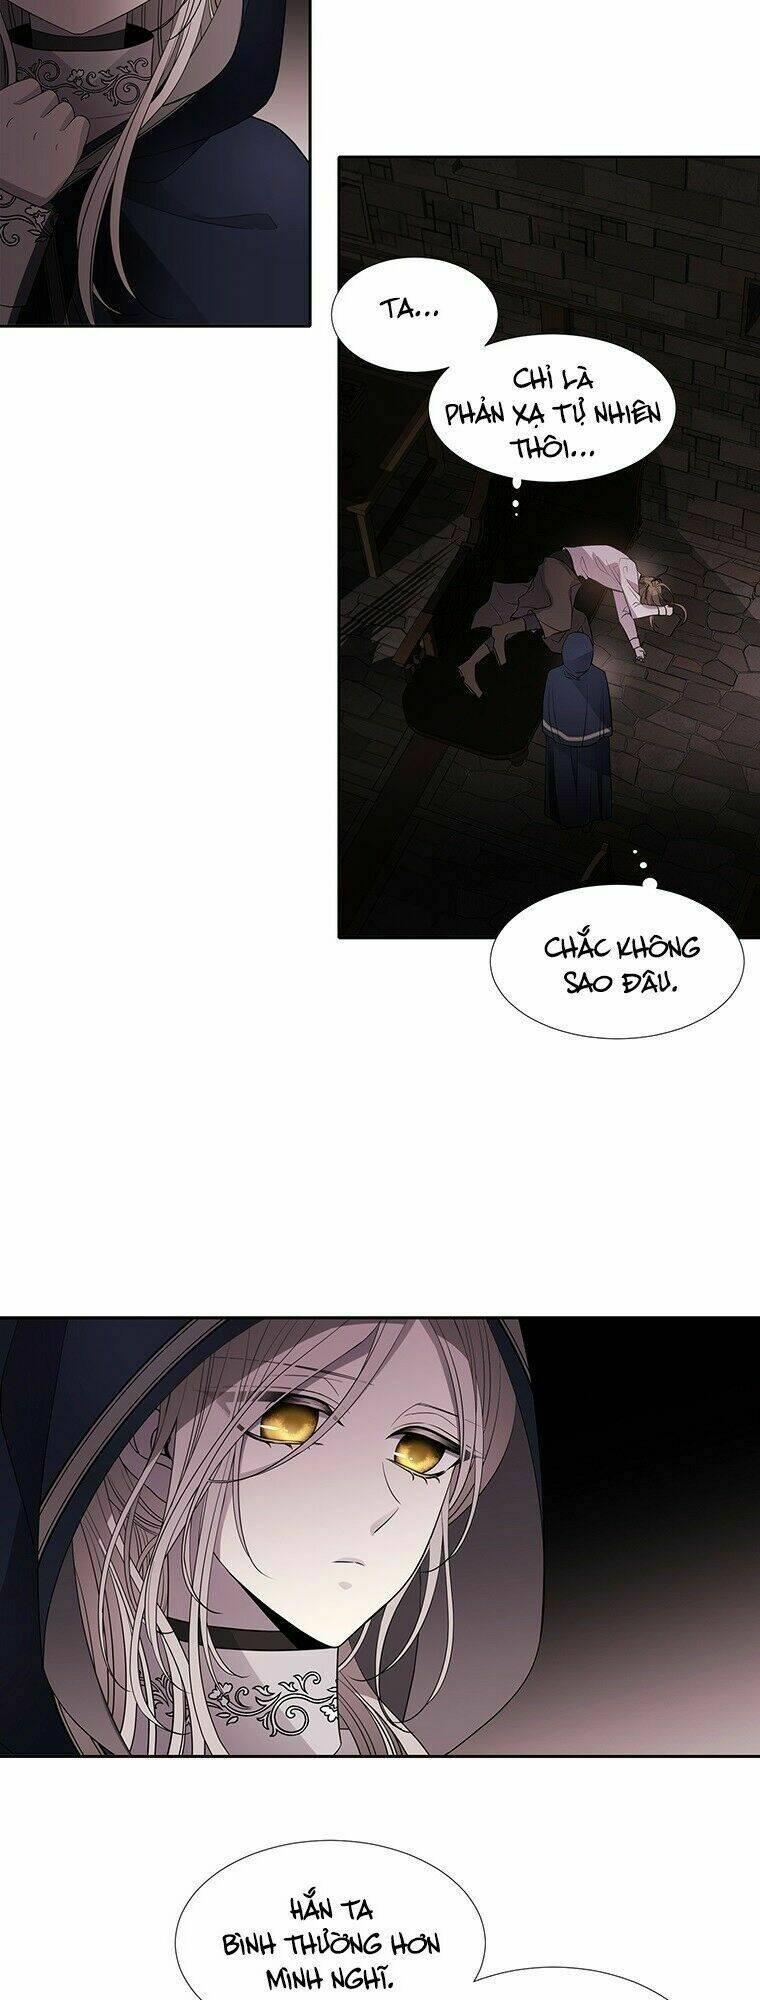 TA...
CHỈ LÀ
PHẢN XẠ TỰ NHIÊN
THÔI...
CHẮC KHÔNG
SAO ĐÂU.
HẮN TA
BÌNH THƯỜNG HƠN
MÌNH NGHĨ.